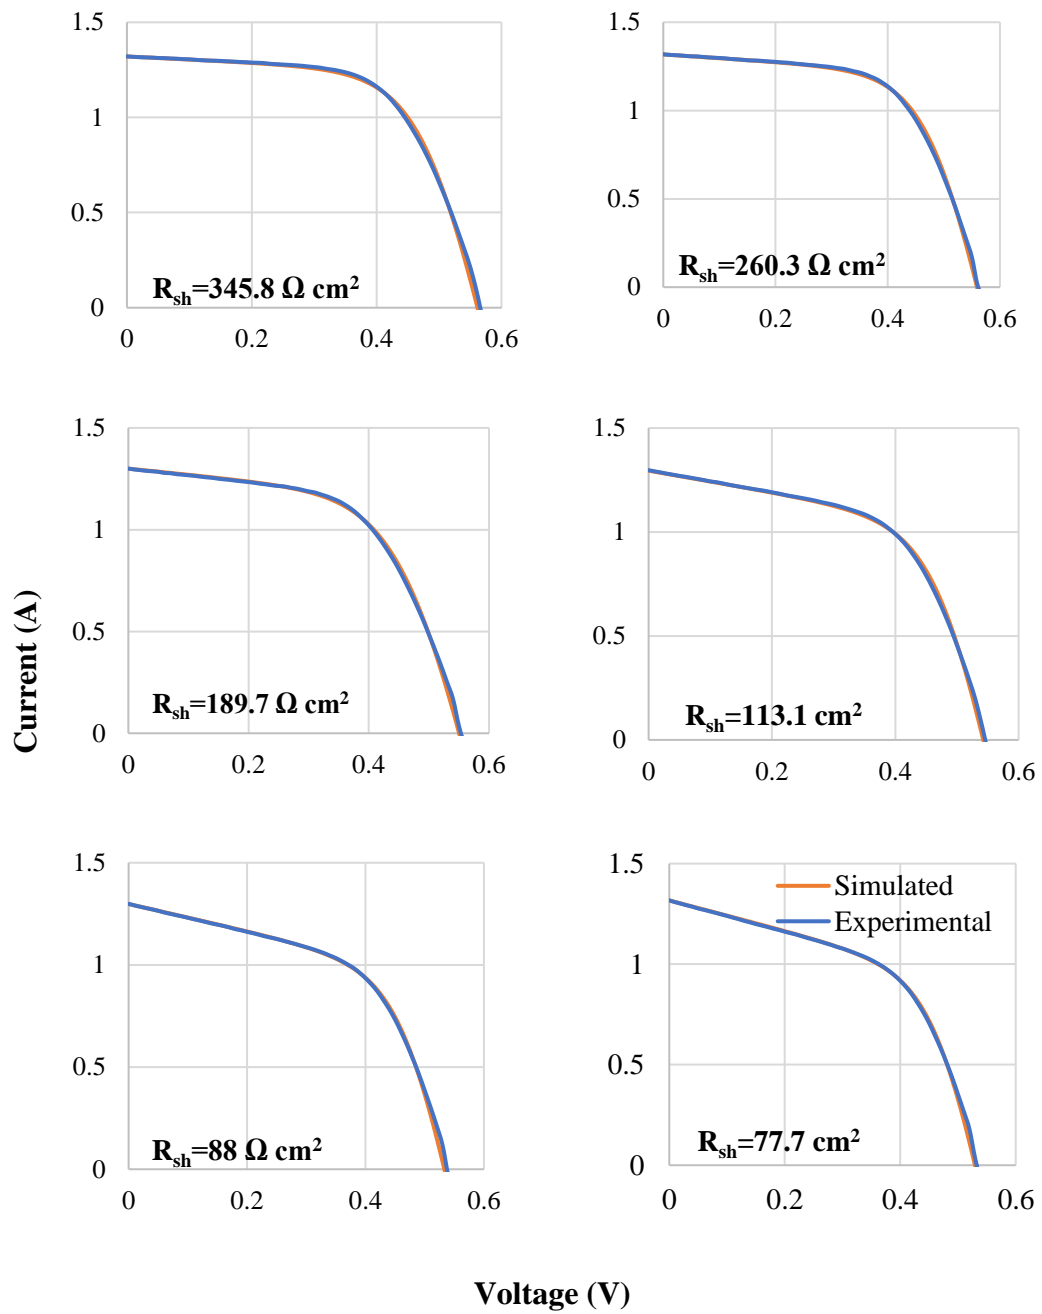 1.5
1
0.5
0
R_sh=345.8 Ω cm²
0 0.2 0.4 0.6
1.5
1
0.5
0
R_sh=260.3 Ω cm²
0 0.2 0.4 0.6
1.5
1
0.5
0
R_sh=189.7 Ω cm²
0 0.2 0.4 0.6
1.5
1
0.5
0
R_sh=113.1 cm²
0 0.2 0.4 0.6
Current (A)
1.5
1
0.5
0
R_sh=88 Ω cm²
0 0.2 0.4 0.6
1.5
1
0.5
0
Simulated
Experimental
R_sh=77.7 cm²
0 0.2 0.4 0.6
Voltage (V)